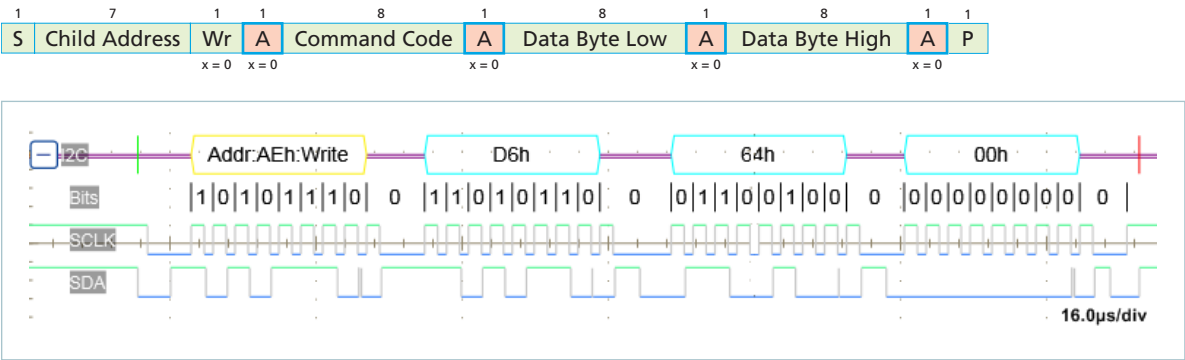 1 7 1 1 8 1 8 1 8 1 1
S Child Address Wr A Command Code A Data Byte Low A Data Byte High A P
x = 0 x = 0 x = 0 x = 0 x = 0
I2C Addr:AEh:Write D6h 64h 00h
Bits 1 0 1 0 1 1 1 0 0 1 1 0 1 0 1 1 0 0 0 1 1 0 0 1 0 0 0 0 0 0 0 0 0 0 0 0 0
SCLK
SDA
16.0µs/div